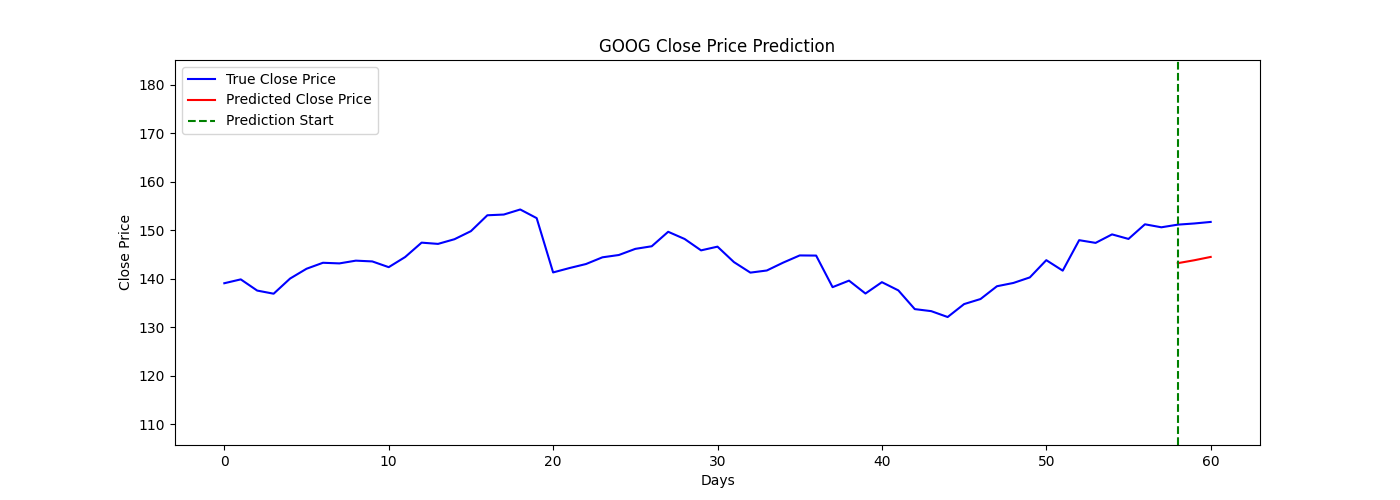 GOOG Close Price Prediction
True Close Price
Predicted Close Price
Prediction Start
Close Price
180
170
160
150
140
130
120
110
0 10 20 30 40 50 60
Days